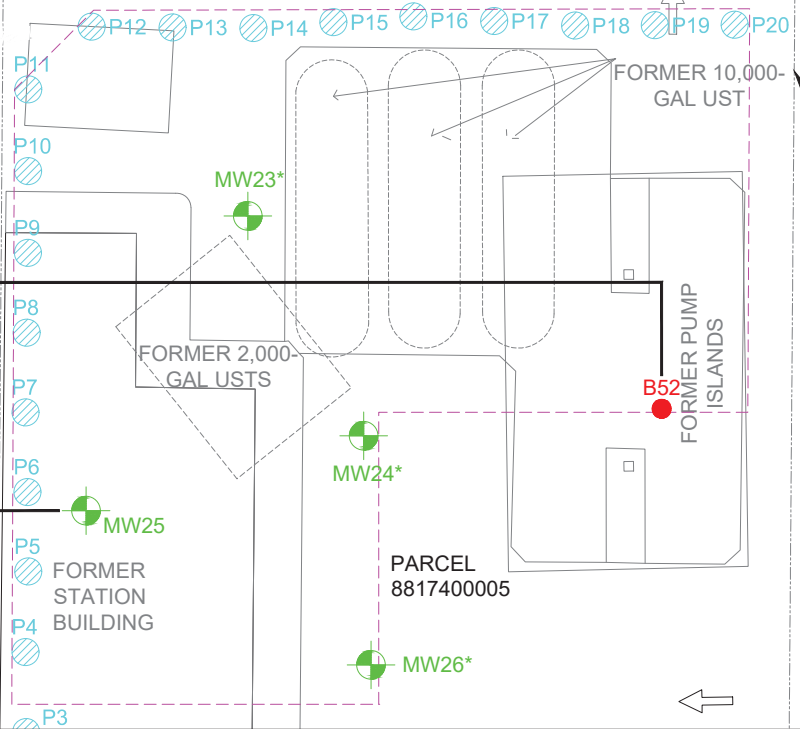 P12
P13
P14
P15
P16
P17
P18
P19
P20
P11
FORMER 10,000-
GAL UST
P10
MW23*
P9
P8
FORMER PUMP
ISLANDS
FORMER 2,000-
GAL USTS
P7
B52
P6
MW24*
MW25
P5
FORMER
STATION
BUILDING
PARCEL
8817400005
P4
MW26*
P3